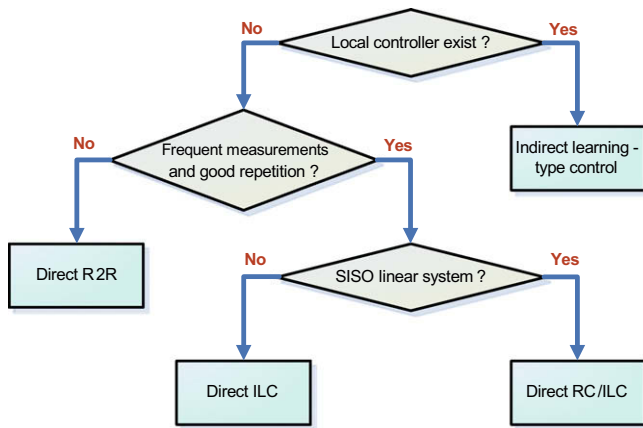 Local controller exist ?
No
Yes
Frequent measurements
and good repetition ?
Indirect learning -
type control
No
Yes
Direct R2R
SISO linear system ?
No
Yes
Direct ILC
Direct RC/ILC